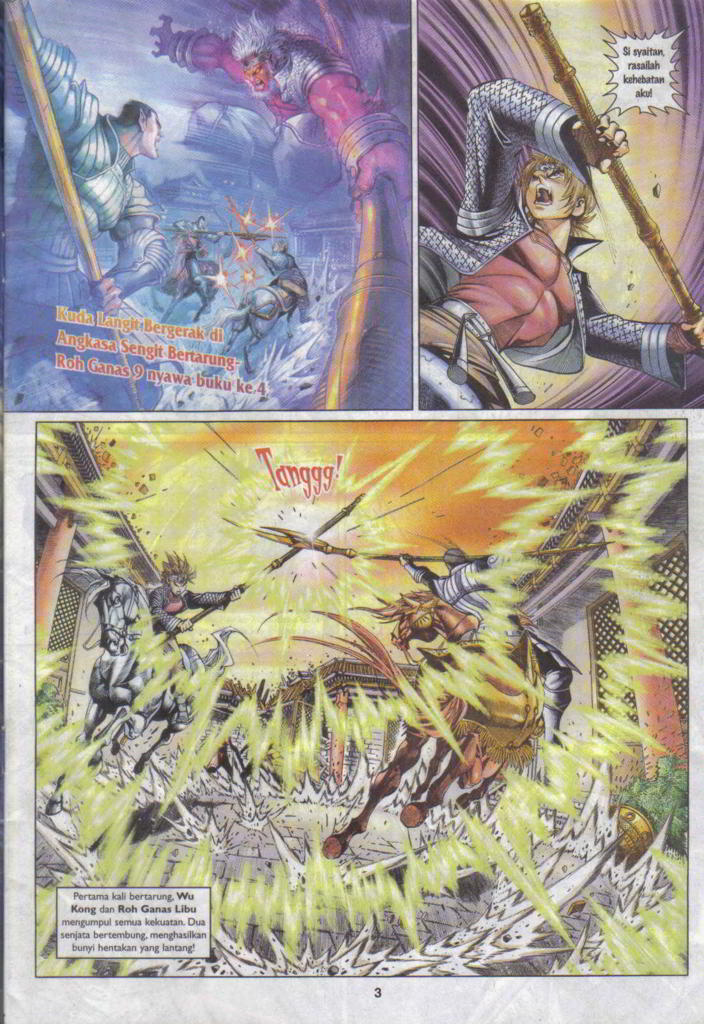 Kuda Langit Bergerak di
Angkasa Sengit Bertarung-
Roh Ganas 9 nyawa buku ke.4
Si syaitan,
rasailah
kehebatan
aku!
Tanggg!
Pertama kali bertarung, Wu
Kong dan Roh Ganas Libu
mengumpul semua kekuatan. Dua
senjata bertembung, menghasilkan
bunyi hentakan yang lantang!
3